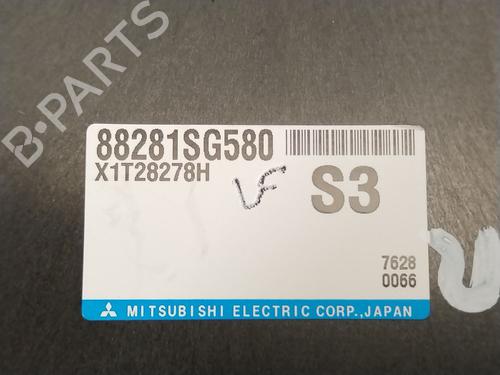 B-PARTS
88281SG580
X1T28278H
LF
S3
7628
0066
MITSUBISHI ELECTRIC CORP.,JAPAN